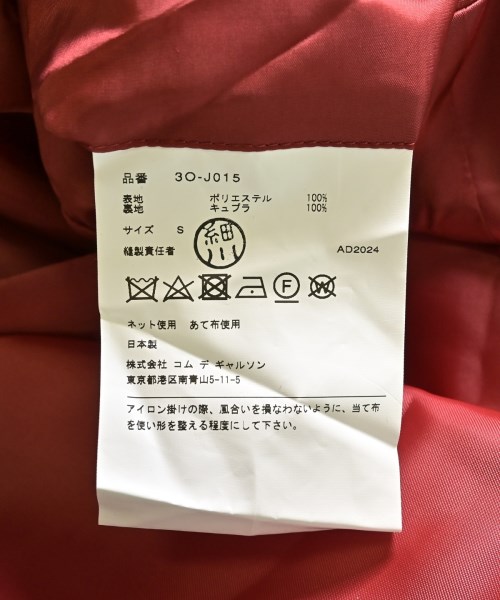 品番 3O-J015
表地 ポリエステル 100%
裏地 キュプラ 100%
サイズ S
縫製責任者 細川 AD2024
F W
ネット使用 あて布使用
日本製
株式会社 コム デ ギャルソン
東京都港区南青山5-11-5
アイロン掛けの際、風合いを損なわないように、当て布
を使い形を整える程度にして下さい。